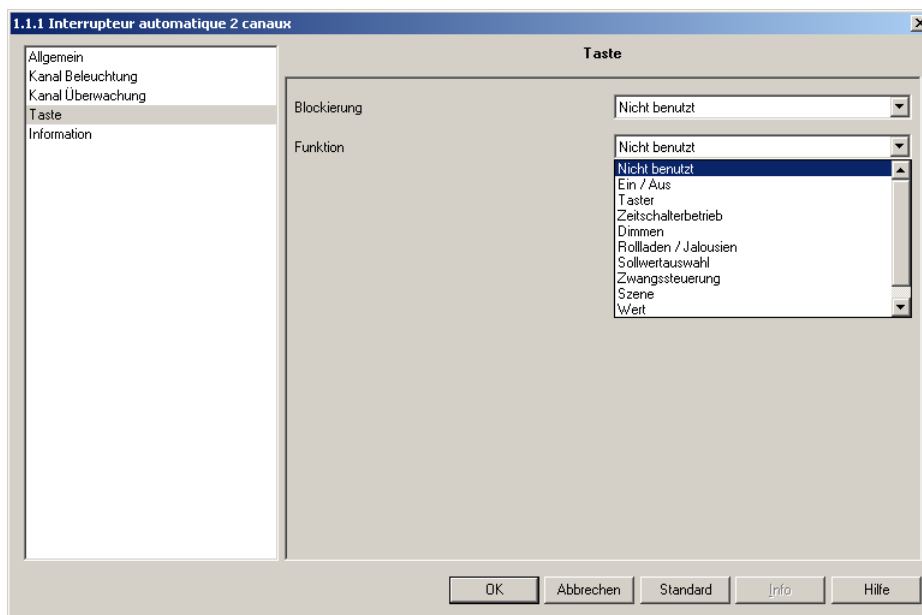 1.1.1 Interrupteur automatique 2 canaux
Allgemein
Kanal Beleuchtung
Kanal Überwachung
Taste
Information
Taste
Blockierung
Nicht benutzt
Funktion
Nicht benutzt
Nicht benutzt
Ein / Aus
Taster
Zeitschalterbetrieb
Dimmen
Rollladen / Jalousien
Sollwertauswahl
Zwangssteuerung
Szene
Wert
OK
Abbrechen
Standard
Info
Hilfe